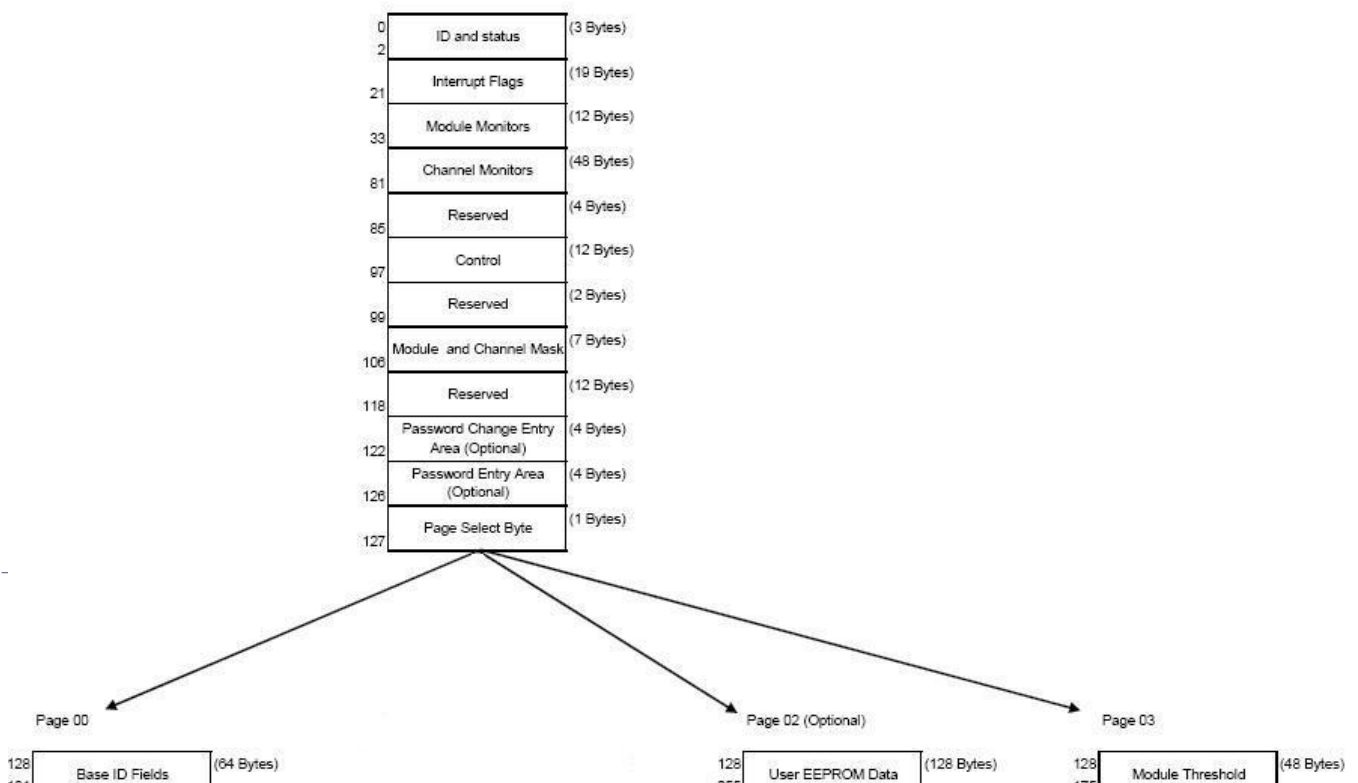 0
ID and status
(3 Bytes)
2
Interrupt Flags
(19 Bytes)
21
Module Monitors
(12 Bytes)
33
Channel Monitors
(48 Bytes)
81
Reserved
(4 Bytes)
85
Control
(12 Bytes)
97
Reserved
(2 Bytes)
99
Module and Channel Mask
(7 Bytes)
106
Reserved
(12 Bytes)
118
Password Change Entry
Area (Optional)
(4 Bytes)
122
Password Entry Area
(Optional)
(4 Bytes)
126
Page Select Byte
(1 Bytes)
127
Page 00
Page 02 (Optional)
Page 03
128
Base ID Fields
(64 Bytes)
128
User EEPROM Data
(128 Bytes)
128
Module Threshold
(48 Bytes)